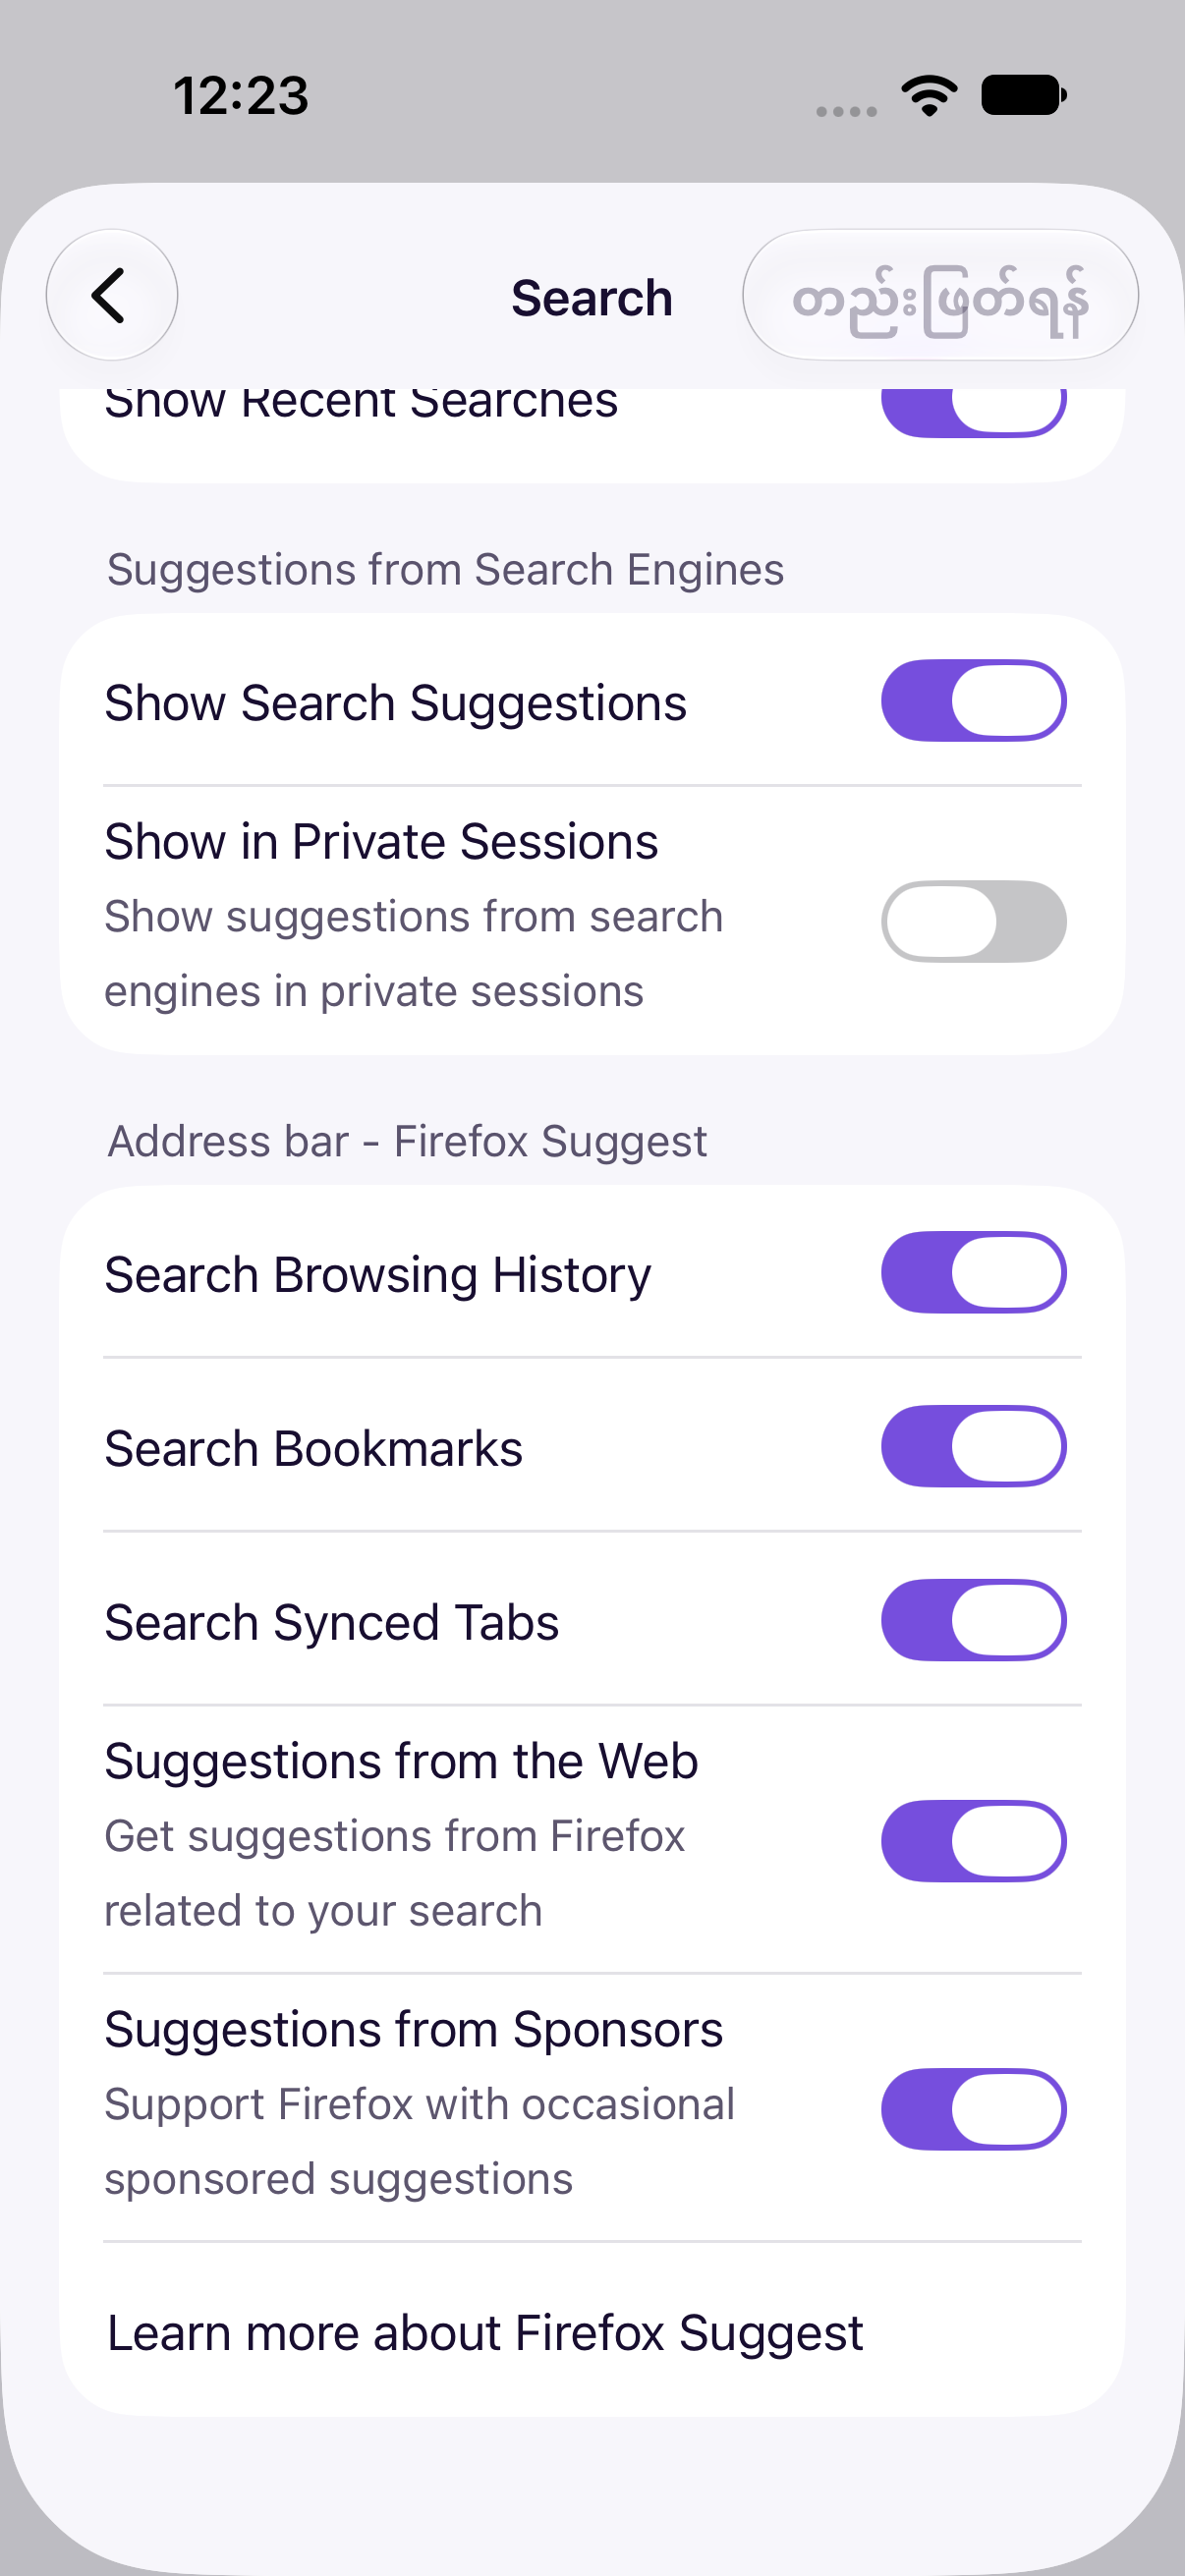 12:23
Search
တည်းဖြတ်ရန်
Show Recent Searches
Suggestions from Search Engines
Show Search Suggestions
Show in Private Sessions
Show suggestions from search
engines in private sessions
Address bar - Firefox Suggest
Search Browsing History
Search Bookmarks
Search Synced Tabs
Suggestions from the Web
Get suggestions from Firefox
related to your search
Suggestions from Sponsors
Support Firefox with occasional
sponsored suggestions
Learn more about Firefox Suggest